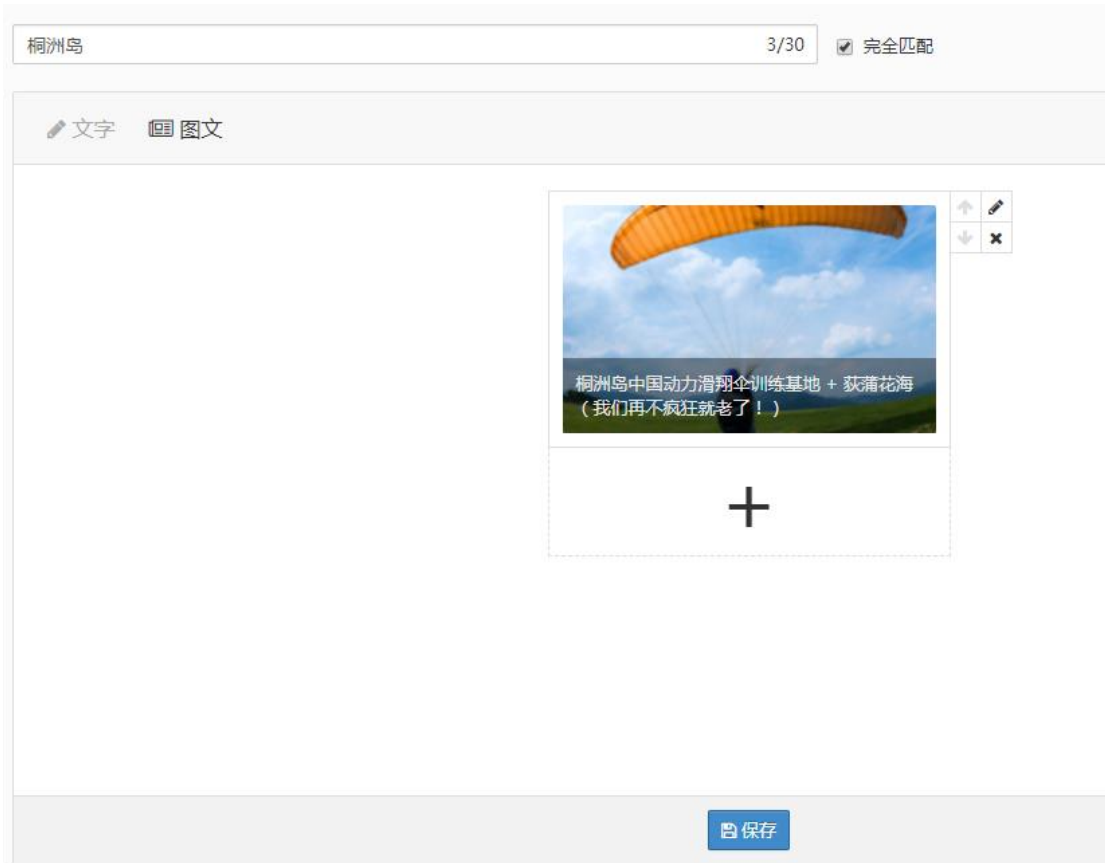 桐洲岛 3/30 完全匹配
文字 图文
桐洲岛中国动力滑翔伞训练基地 + 荻蒲花海
（我们再不疯狂就老了！）
保存